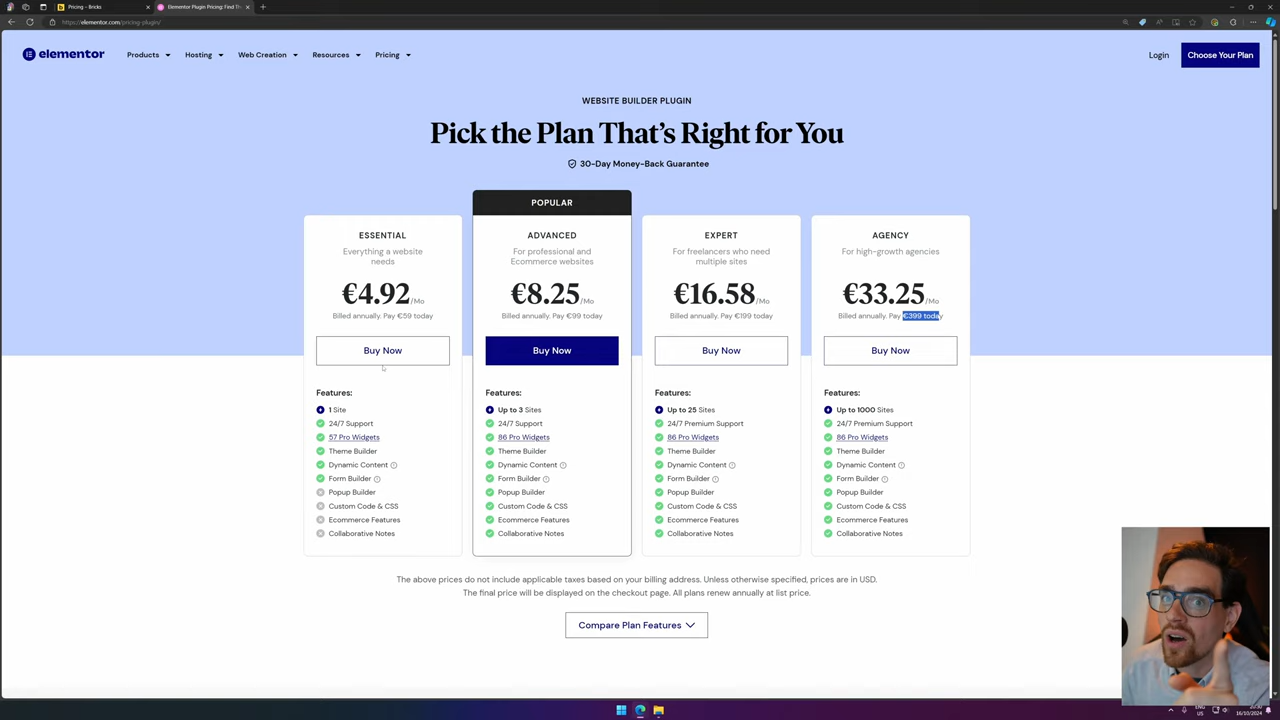 Pricing – Bricks
Elementor Plugin Pricing: Find Th
https://elementor.com/pricing-plugin/
elementor
Products
Hosting
Web Creation
Resources
Pricing
Login
Choose Your Plan
WEBSITE BUILDER PLUGIN
Pick the Plan That's Right for You
30-Day Money-Back Guarantee
ESSENTIAL
Everything a website
needs
€4.92/Mo
Billed annually. Pay €59 today
Buy Now
Features:
1 Site
24/7 Support
57 Pro Widgets
Theme Builder
Dynamic Content
Form Builder
Popup Builder
Custom Code & CSS
Ecommerce Features
Collaborative Notes
POPULAR
ADVANCED
For professional and
Ecommerce websites
€8.25/Mo
Billed annually. Pay €99 today
Buy Now
Features:
Up to 3 Sites
24/7 Support
86 Pro Widgets
Theme Builder
Dynamic Content
Form Builder
Popup Builder
Custom Code & CSS
Ecommerce Features
Collaborative Notes
EXPERT
For freelancers who need
multiple sites
€16.58/Mo
Billed annually. Pay €199 today
Buy Now
Features:
Up to 25 Sites
24/7 Premium Support
86 Pro Widgets
Theme Builder
Dynamic Content
Form Builder
Popup Builder
Custom Code & CSS
Ecommerce Features
Collaborative Notes
AGENCY
For high-growth agencies
€33.25/Mo
Billed annually. Pay €399 today
Buy Now
Features:
Up to 1000 Sites
24/7 Premium Support
86 Pro Widgets
Theme Builder
Dynamic Content
Form Builder
Popup Builder
Custom Code & CSS
Ecommerce Features
Collaborative Notes
The above prices do not include applicable taxes based on your billing address. Unless otherwise specified, prices are in USD.
The final price will be displayed on the checkout page. All plans renew annually at list price.
Compare Plan Features
ENG
US
16/10/2024